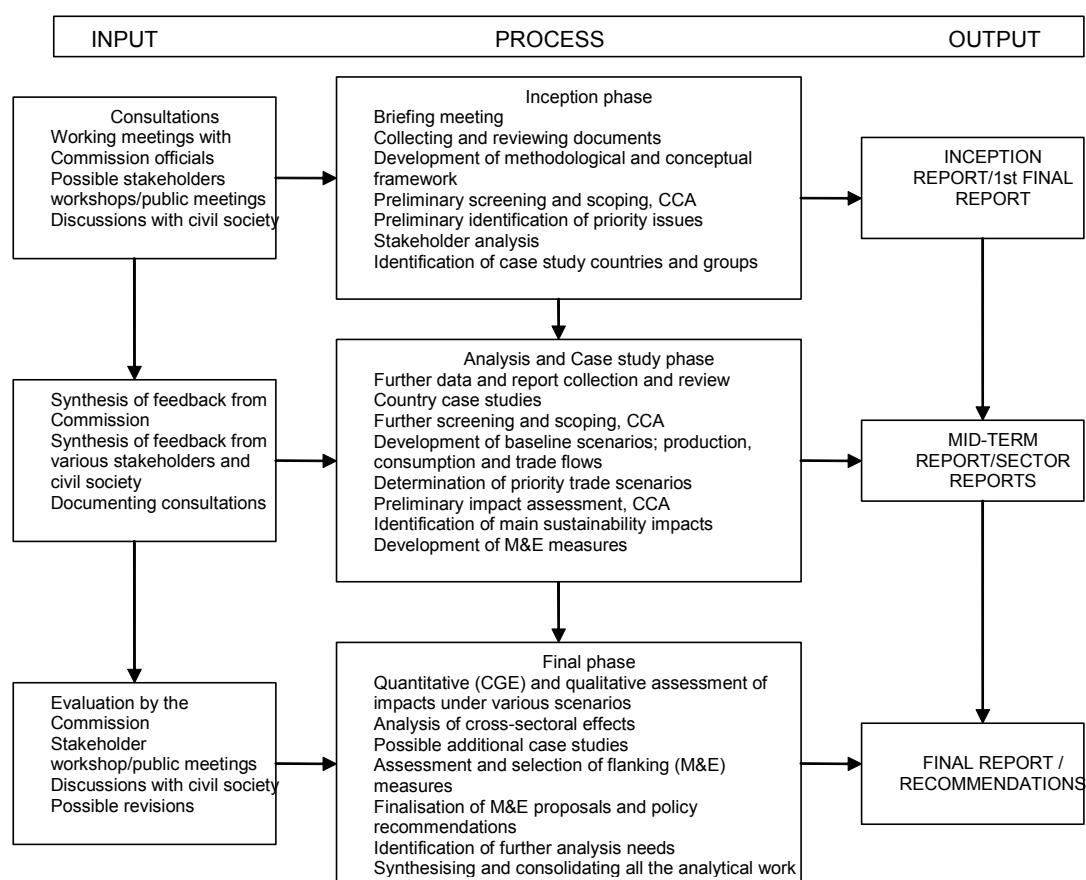 INPUT PROCESS OUTPUT
Consultations
Working meetings with
Commission officials
Possible stakeholders
workshops/public meetings
Discussions with civil society
Inception phase
Briefing meeting
Collecting and reviewing documents
Development of methodological and conceptual
framework
Preliminary screening and scoping, CCA
Preliminary identification of priority issues
Stakeholder analysis
Identification of case study countries and groups
INCEPTION
REPORT/1st FINAL
REPORT
Synthesis of feedback from
Commission
Synthesis of feedback from
various stakeholders and
civil society
Documenting consultations
Analysis and Case study phase
Further data and report collection and review
Country case studies
Further screening and scoping, CCA
Development of baseline scenarios; production,
consumption and trade flows
Determination of priority trade scenarios
Preliminary impact assessment, CCA
Identification of main sustainability impacts
Development of M&E measures
MID-TERM
REPORT/SECTOR
REPORTS
Evaluation by the
Commission
Stakeholder
workshop/public meetings
Discussions with civil society
Possible revisions
Final phase
Quantitative (CGE) and qualitative assessment of
impacts under various scenarios
Analysis of cross-sectoral effects
Possible additional case studies
Assessment and selection of flanking (M&E)
measures
Finalisation of M&E proposals and policy
recommendations
Identification of further analysis needs
Synthesising and consolidating all the analytical work
FINAL REPORT /
RECOMMENDATIONS